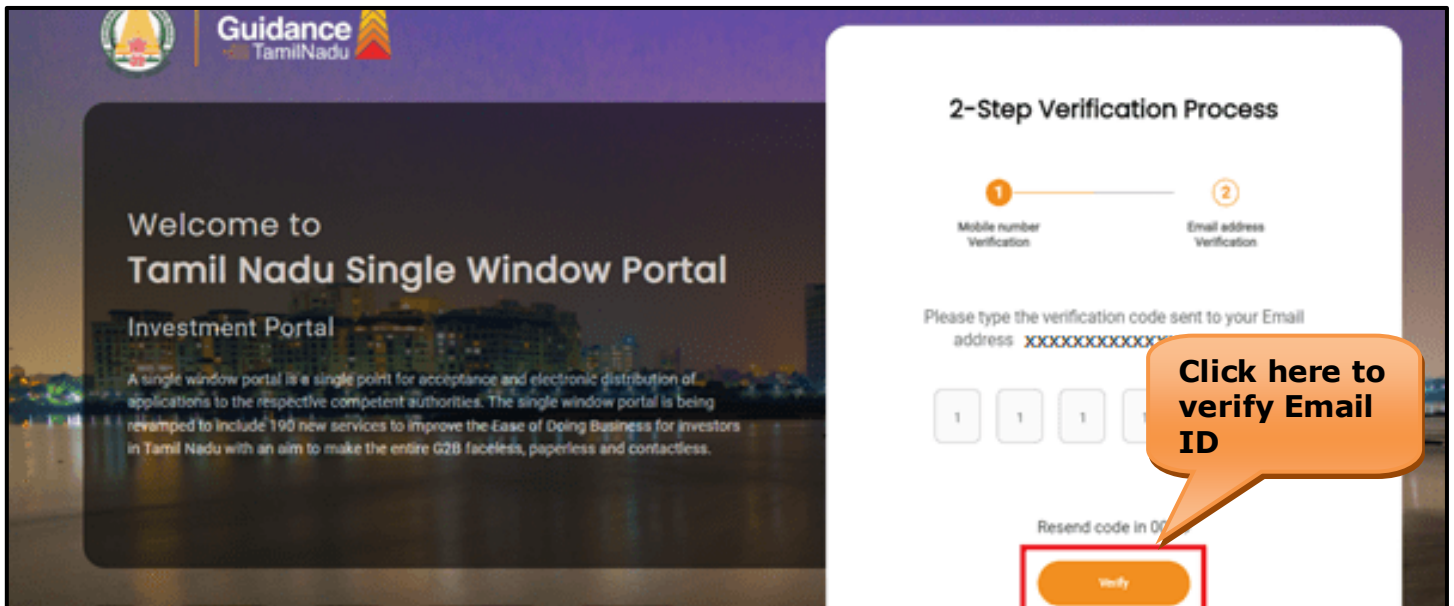 Guidance
TamilNadu
Welcome to
Tamil Nadu Single Window Portal
Investment Portal
A single window portal is a single point for acceptance and electronic distribution of
applications to the respective competent authorities. The single window portal is being
revamped to include 190 new services to improve the Ease of Doing Business for investors
in Tamil Nadu with an aim to make the entire G2B faceless, paperless and contactless.
2-Step Verification Process
1
2
Mobile number
Verification
Email address
Verification
Please type the verification code sent to your Email
address XXXXXXXXXXXX
1 1 1
Click here to
verify Email
ID
Resend code in
Verify